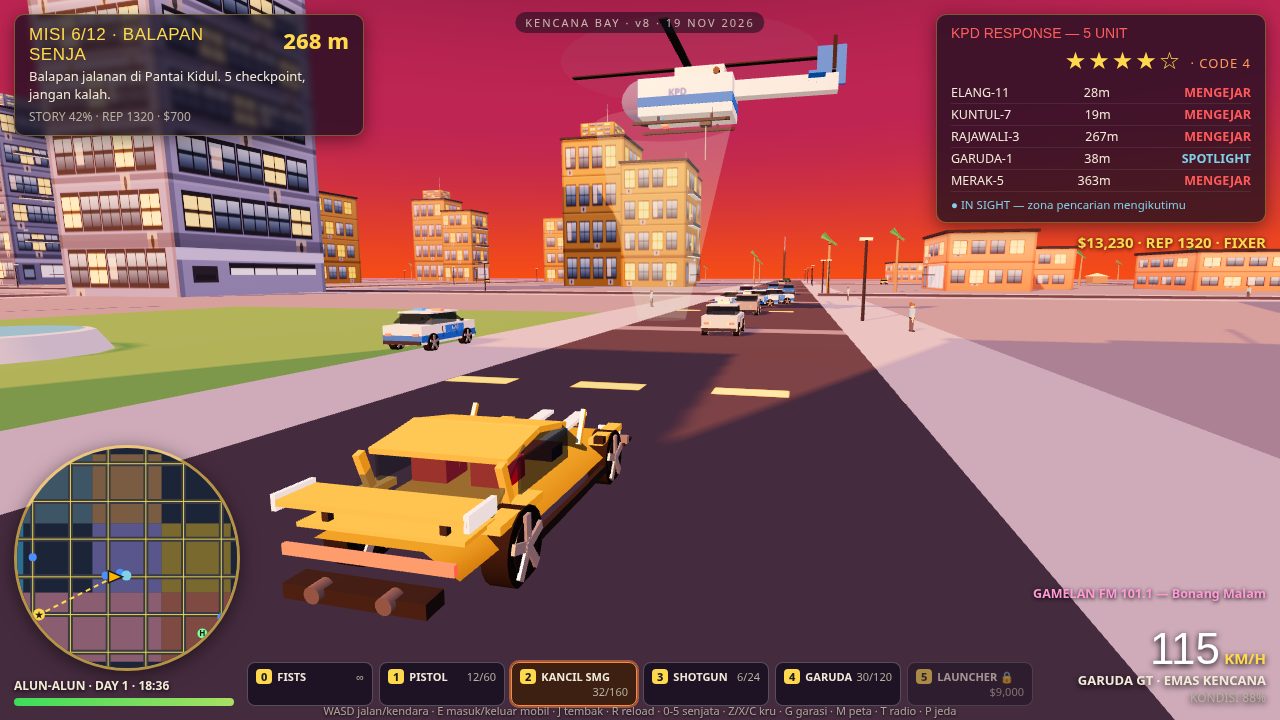 KENCANA BAY · v8 · 19 NOV 2026
MISI 6/12 · BALAPAN SENJA
268 m
Balapan jalanan di Pantai Kidul. 5 checkpoint,
jangan kalah.
STORY 42% · REP 1320 · $700
KPD RESPONSE — 5 UNIT
★★★★☆ · CODE 4
ELANG-11 28m MENGEJAR
KUNTUL-7 19m MENGEJAR
RAJAWALI-3 267m MENGEJAR
GARUDA-1 38m SPOTLIGHT
MERAK-5 363m MENGEJAR
● IN SIGHT — zona pencarian mengikutimu
$13,230 · REP 1320 · FIXER
KPD
H
GAMELAN FM 101.1 — Bonang Malam
115 KM/H
GARUDA GT · EMAS KENCANA
KONDISI 88%
ALUN-ALUN · DAY 1 · 18:36
0 FISTS ∞
1 PISTOL 12/60
2 KANCIL SMG 32/160
3 SHOTGUN 6/24
4 GARUDA 30/120
5 LAUNCHER 🔒 $9,000
WASD jalan/kendara · E masuk/keluar mobil · J tembak · R reload · 0-5 senjata · Z/X/C kru · G garasi · M peta · T radio · P jeda